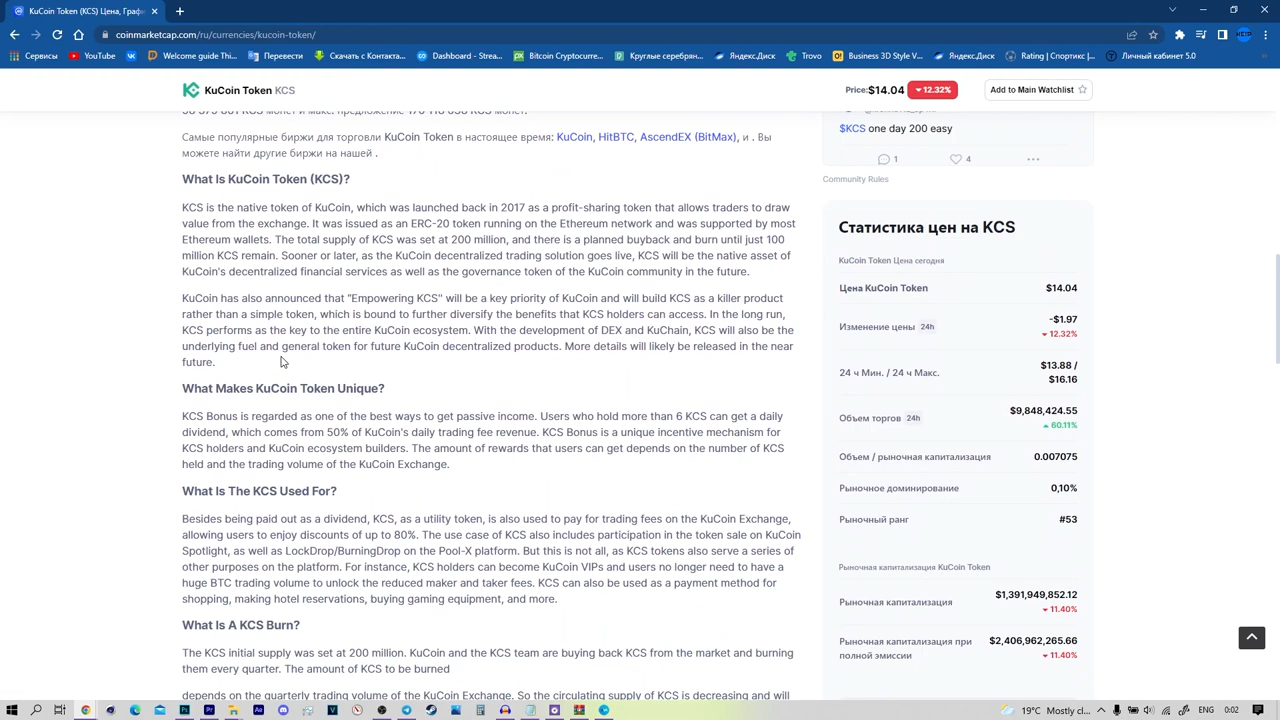 KuCoin Гра
coinmarketcap.com/ru/currencies/kucoin-token/
Сервисы
YouTube
VK
DMarket User guide Thi...
Главная
Скачать с Контакта...
Dashboard - Strea...
Bitcoin Cryptocurre...
Круглые серебрян...
Яндекс.Диск
Trovo
Яндекс.Диск
Rating | Спортикс |...
Личный кабинет 5.0
KuCoin Token KCS
Price: $14.04
12.32%
Add to Main Watchlist
Самые популярные биржи для торговли KuCoin Token в настоящее время: KuCoin, HitBTC, AscendEX (BitMax), и . Вы
можете найти другие биржи на нашей .
What Is KuCoin Token (KCS)?
KCS is the native token of KuCoin, which was launched back in 2017 as a profit-sharing token that allows traders to draw
value from the exchange. It was issued as an ERC-20 token running on the Ethereum network and was supported by most
Ethereum wallets. The total supply of KCS was set at 200 million, and there is a planned buyback and burn until just 100
million KCS remain. Sooner or later, as the KuCoin decentralized trading solution goes live, KCS will be the native asset of
KuCoin's decentralized financial services as well as the governance token of the KuCoin community in the future.
KuCoin has also announced that "Empowering KCS" will be a key priority of KuCoin and will build KCS as a killer product
rather than a simple token, which is bound to further diversify the benefits that KCS holders can access. In the long run,
KCS performs as the key to the entire KuCoin ecosystem. With the development of DEX and KuChain, KCS will also be the
underlying fuel and general token for future KuCoin decentralized products. More details will likely be released in the near
future.
What Makes KuCoin Token Unique?
KCS Bonus is regarded as one of the best ways to get passive income. Users who hold more than 6 KCS can get a daily
dividend, which comes from 50% of KuCoin's daily trading fee revenue. KCS Bonus is a unique incentive mechanism for
KCS holders and KuCoin ecosystem builders. The amount of rewards that users can get depends on the number of KCS
held and the trading volume of the KuCoin Exchange.
What Is The KCS Used For?
Besides being paid out as a dividend, KCS, as a utility token, is also used to pay for trading fees on the KuCoin Exchange,
allowing users to enjoy discounts of up to 80%. The use case of KCS also includes participation in the token sale on KuCoin
Spotlight, as well as LockDrop/BurningDrop on the Pool-X platform. But this is not all, as KCS tokens also serve a series of
other purposes on the platform. For instance, KCS holders can become KuCoin VIPs and users no longer need to have a
huge BTC trading volume to unlock the reduced maker and taker fees. KCS can also be used as a payment method for
shopping, making hotel reservations, buying gaming equipment, and more.
What Is A KCS Burn?
The KCS initial supply was set at 200 million. KuCoin and the KCS team are buying back KCS from the market and burning
them every quarter. The amount of KCS to be burned
depends on the quarterly trading volume of the KuCoin Exchange. So the circulating supply of KCS is decreasing and will
$KCS one day 200 easy
1
4
Community Rules
Статистика цен на KCS
KuCoin Token Цена сегодня
Цена KuCoin Token
$14.04
Изменение цены 24h
-$1.97
12.32%
24 ч Мин. / 24 ч Макс.
$13.88 /
$16.16
Объем торгов 24h
$9,848,424.55
60.11%
Объем / рыночная капитализация
0.007075
Рыночное доминирование
0,10%
Рыночный ранг
#53
Рыночная капитализация KuCoin Token
Рыночная капитализация
$1,391,949,852.12
11.40%
Рыночная капитализация при
полной эмиссии
$2,406,962,265.66
11.40%
19°C
ENG
0:02